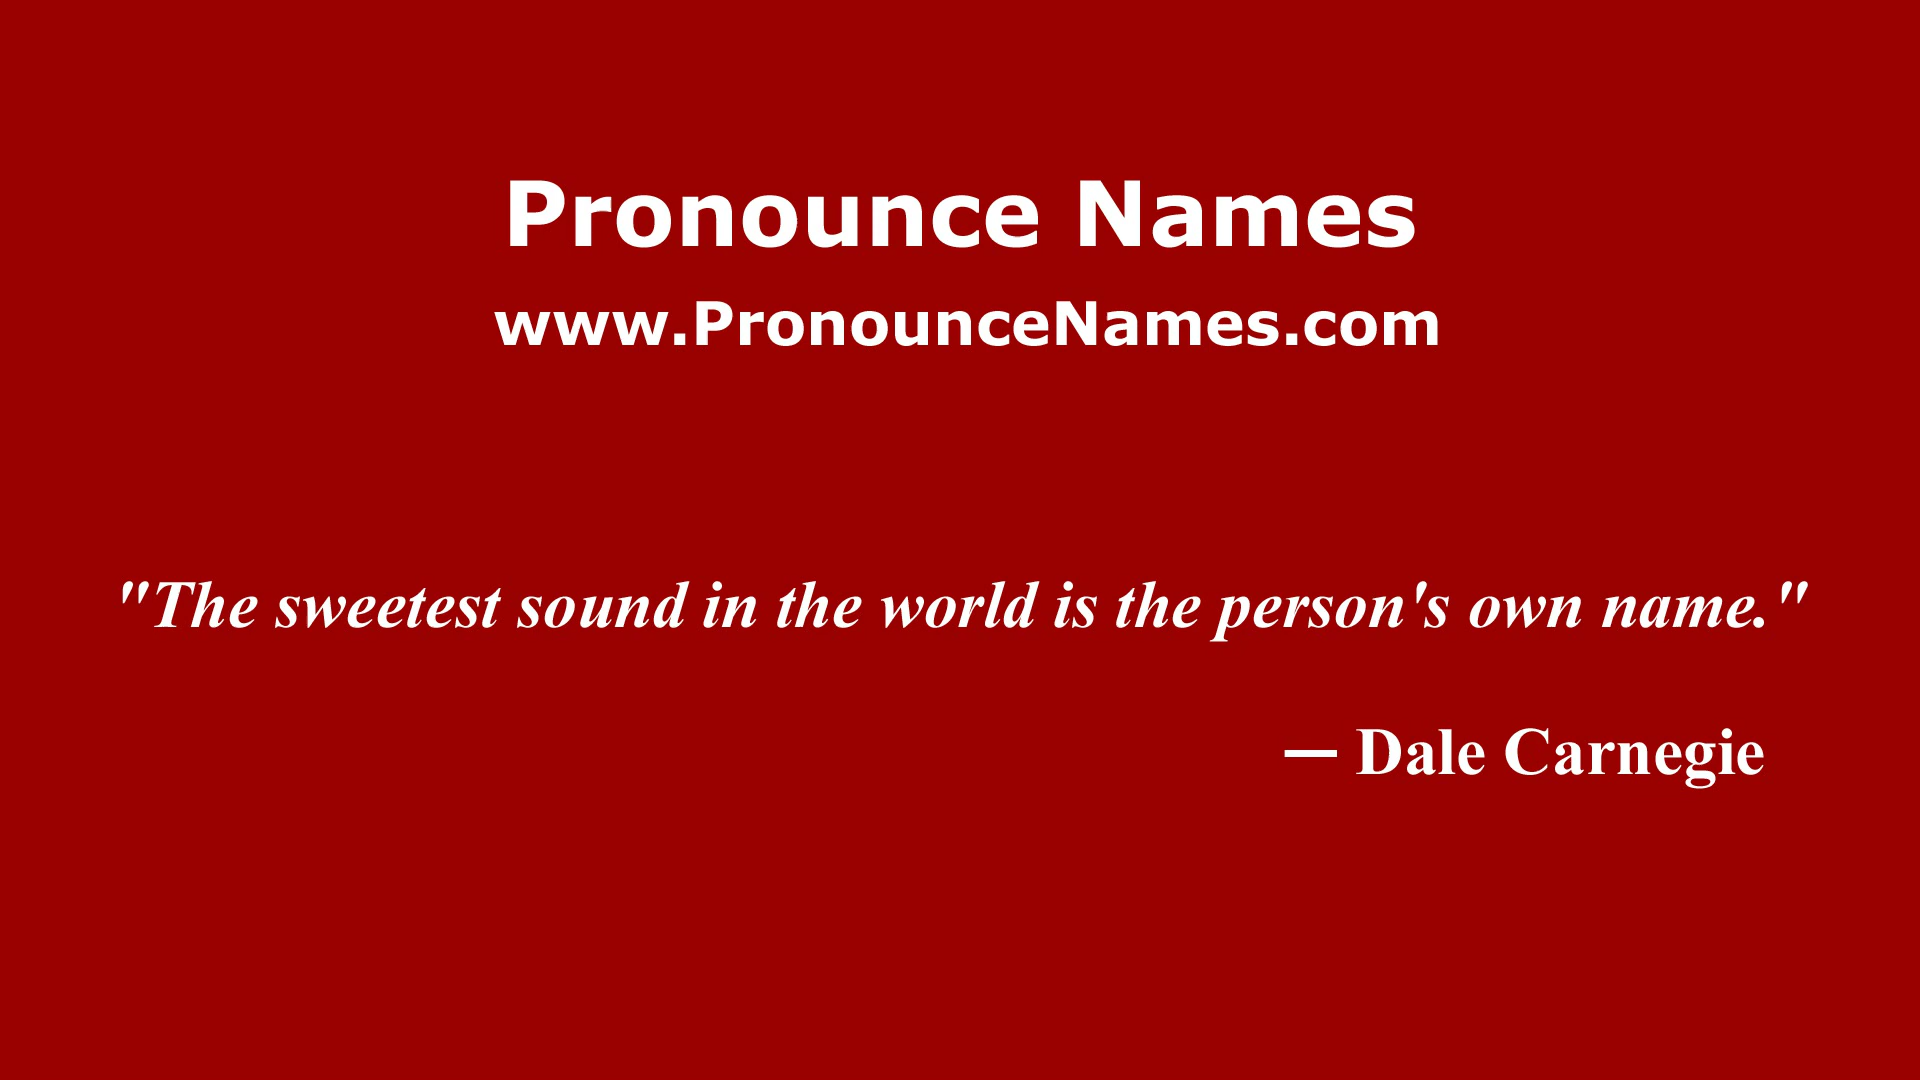 Pronounce Names
www.PronounceNames.com
"The sweetest sound in the world is the person's own name."
— Dale Carnegie